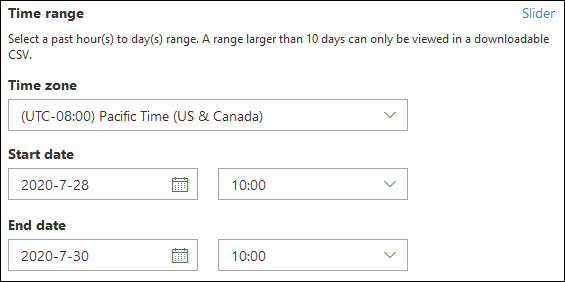 Time range Slider
Select a past hour(s) to day(s) range. A range larger than 10 days can only be viewed in a downloadable
CSV.
Time zone
(UTC-08:00) Pacific Time (US & Canada)
Start date
2020-7-28 10:00
End date
2020-7-30 10:00